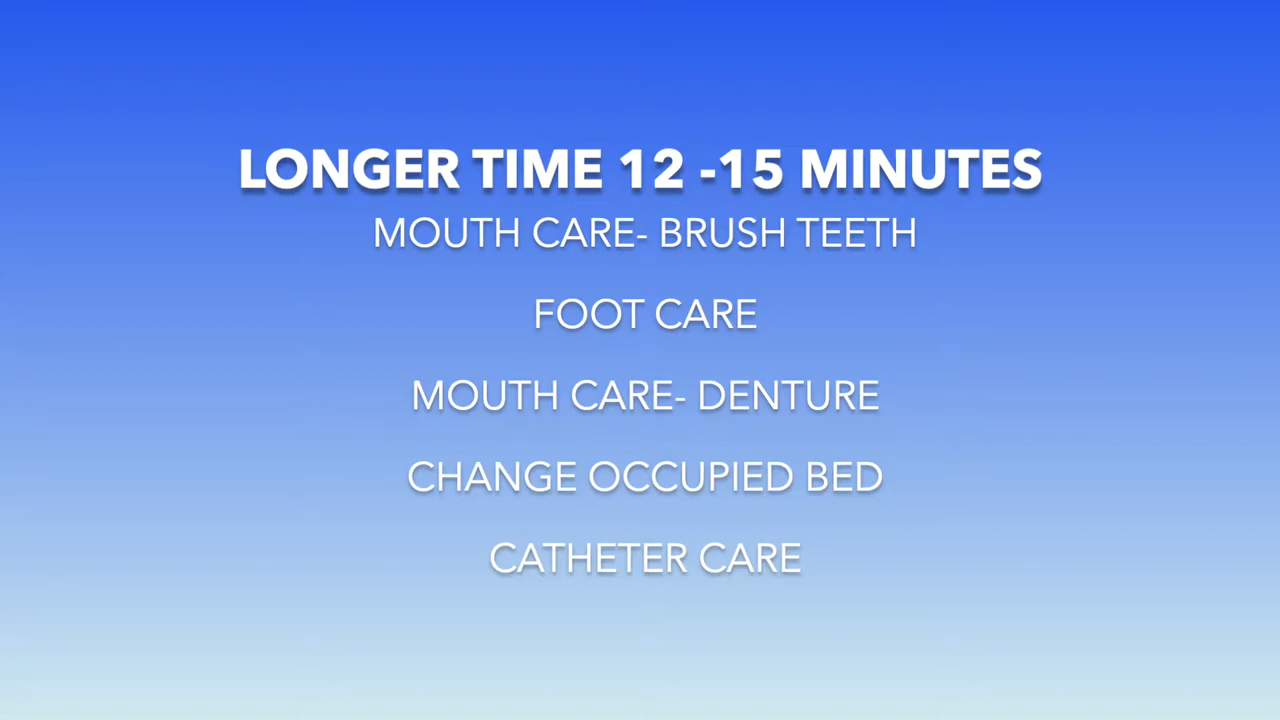 LONGER TIME 12 -15 MINUTES
MOUTH CARE- BRUSH TEETH
FOOT CARE
MOUTH CARE- DENTURE
CHANGE OCCUPIED BED
CATHETER CARE